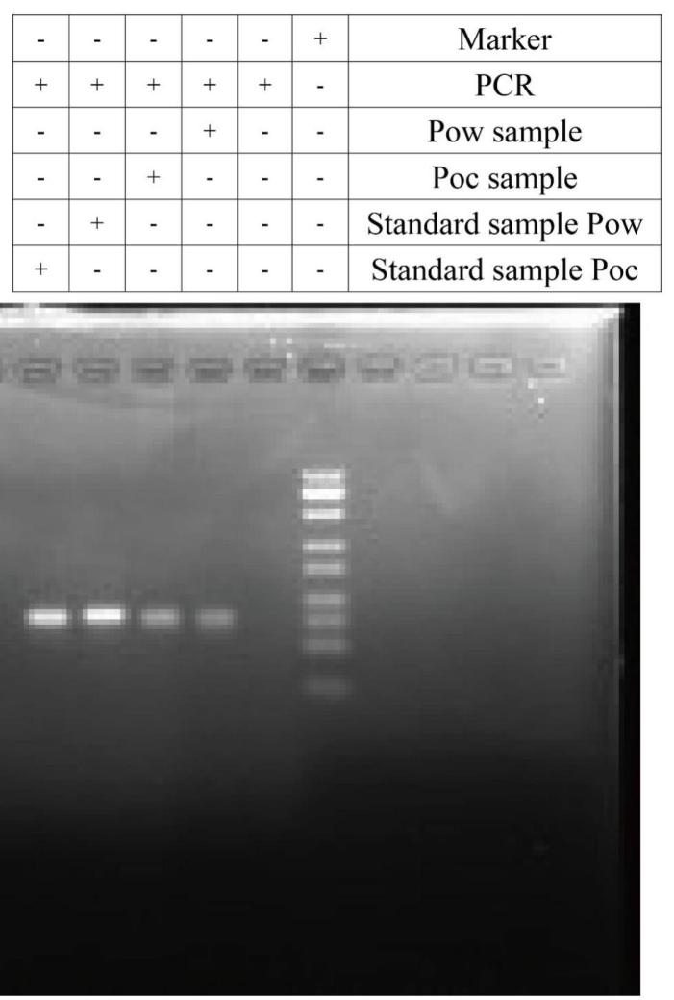 - - - - - + Marker
+ + + + + - PCR
- - - + - - Pow sample
- - + - - - Poc sample
- + - - - - Standard sample Pow
+ - - - - - Standard sample Poc